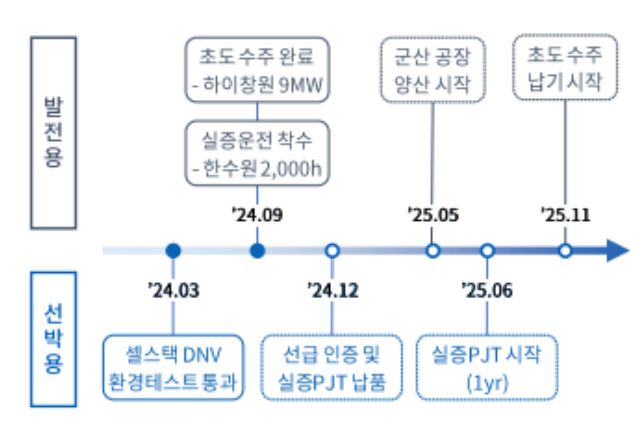 발전용
초도 수주 완료
- 하이창원 9MW
실증운전 착수
- 한수원 2,000h
군산 공장
양산 시작
초도 수주
납기 시작
'24.09
'25.05
'25.11
선박용
'24.03
'24.12
'25.06
셀스택 DNV
환경테스트 통과
선급 인증 및
실증PJT 납품
실증PJT 시작
(1yr)